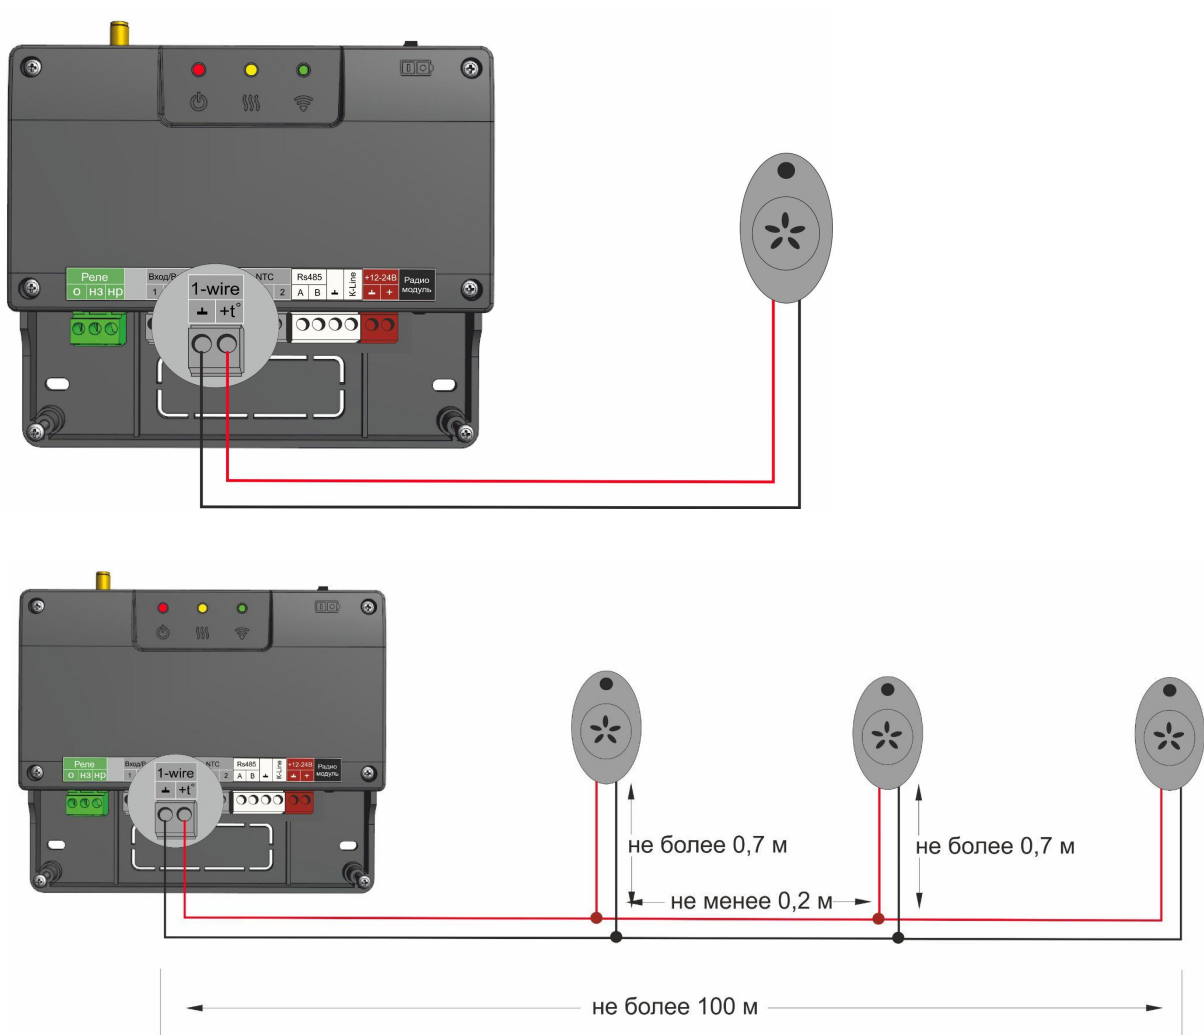 Реле
о нз нр
Вход/В
1
1-wire
+t°
NTC
2
Rs485
A B
K-Line
+12-24В
+
Радио
модуль
Реле
о нз нр
Вход/В
1
1-wire
+t°
NTC
2
Rs485
A B
K-Line
+12-24В
+
Радио
модуль
не более 0,7 м
не более 0,7 м
не менее 0,2 м
не более 100 м